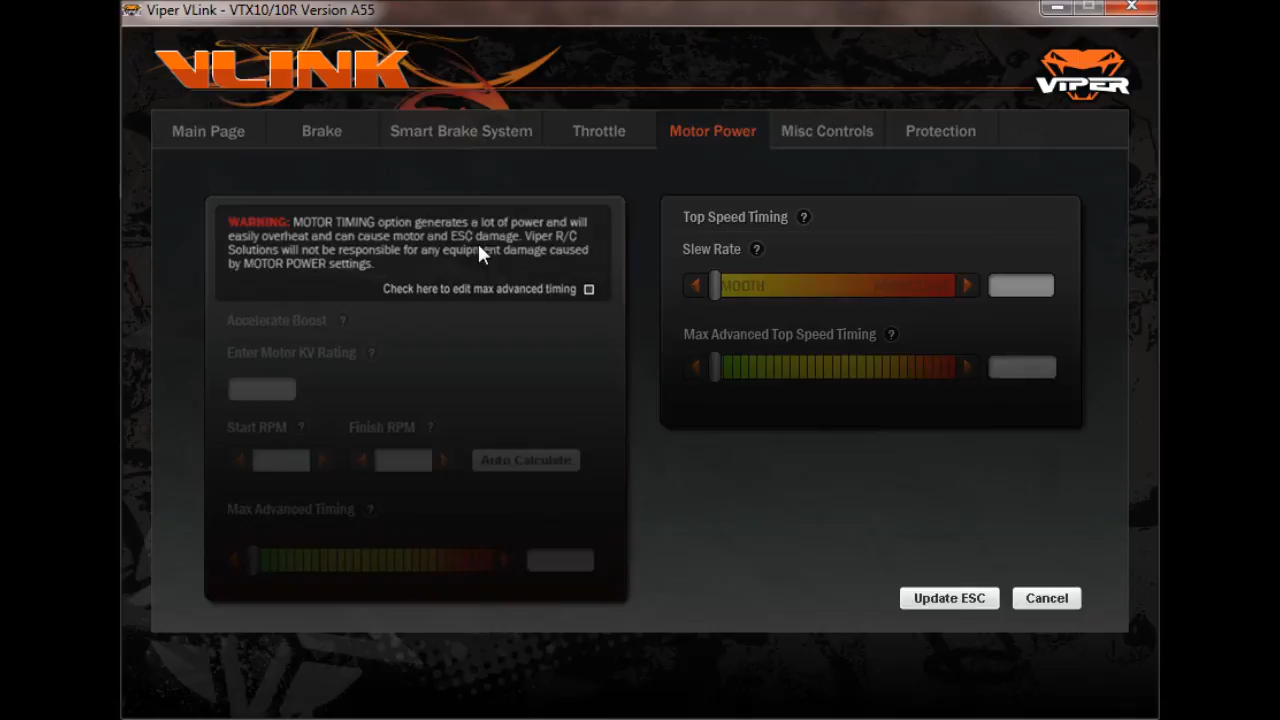 Viper VLink - VTX10/10R Version A55
VLINK
VIPER
Main Page
Brake
Smart Brake System
Throttle
Motor Power
Misc Controls
Protection
WARNING: MOTOR TIMING option generates a lot of power and will
easily overheat and can cause motor and ESC damage. Viper R/C
Solutions will not be responsible for any equipment damage caused
by MOTOR POWER settings.
Check here to edit max advanced timing
Accelerate Boost ?
Enter Motor KV Rating ?
Start RPM ?
Finish RPM ?
Auto Calculate
Max Advanced Timing ?
Top Speed Timing ?
Slew Rate ?
MOOTH
Max Advanced Top Speed Timing ?
Update ESC
Cancel